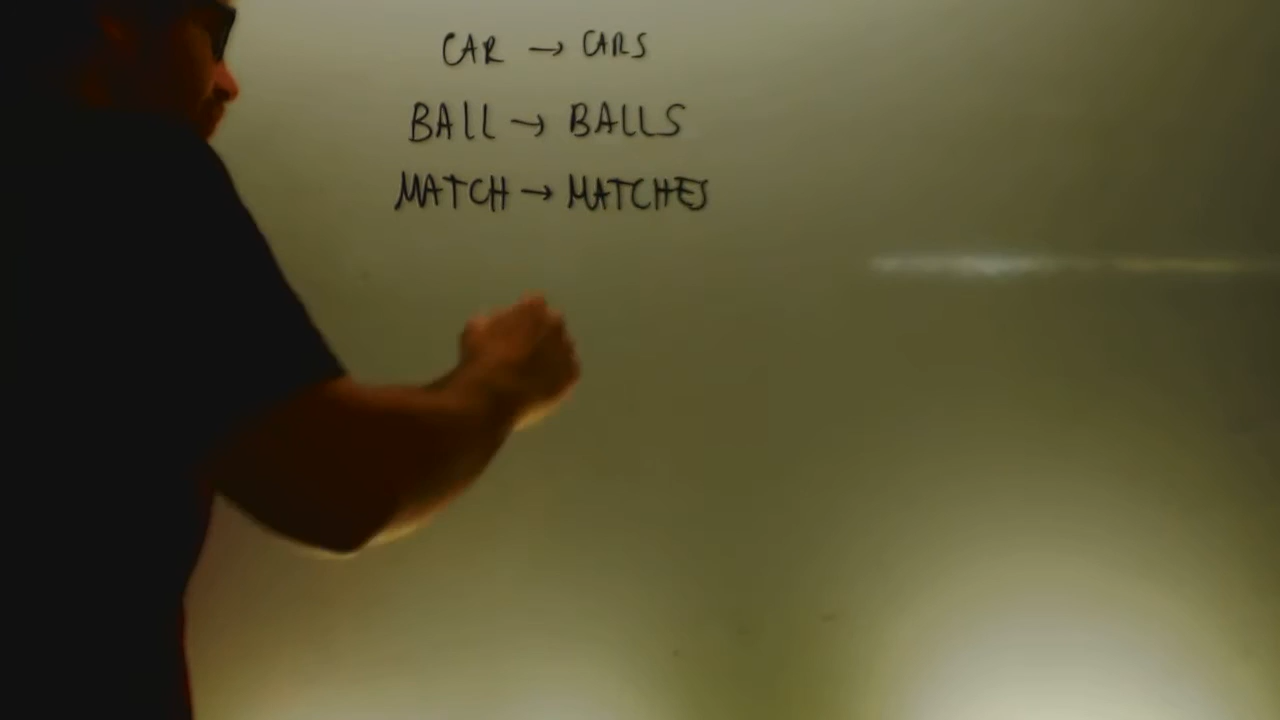 CAR → CARS
BALL → BALLS
MATCH → MATCHES